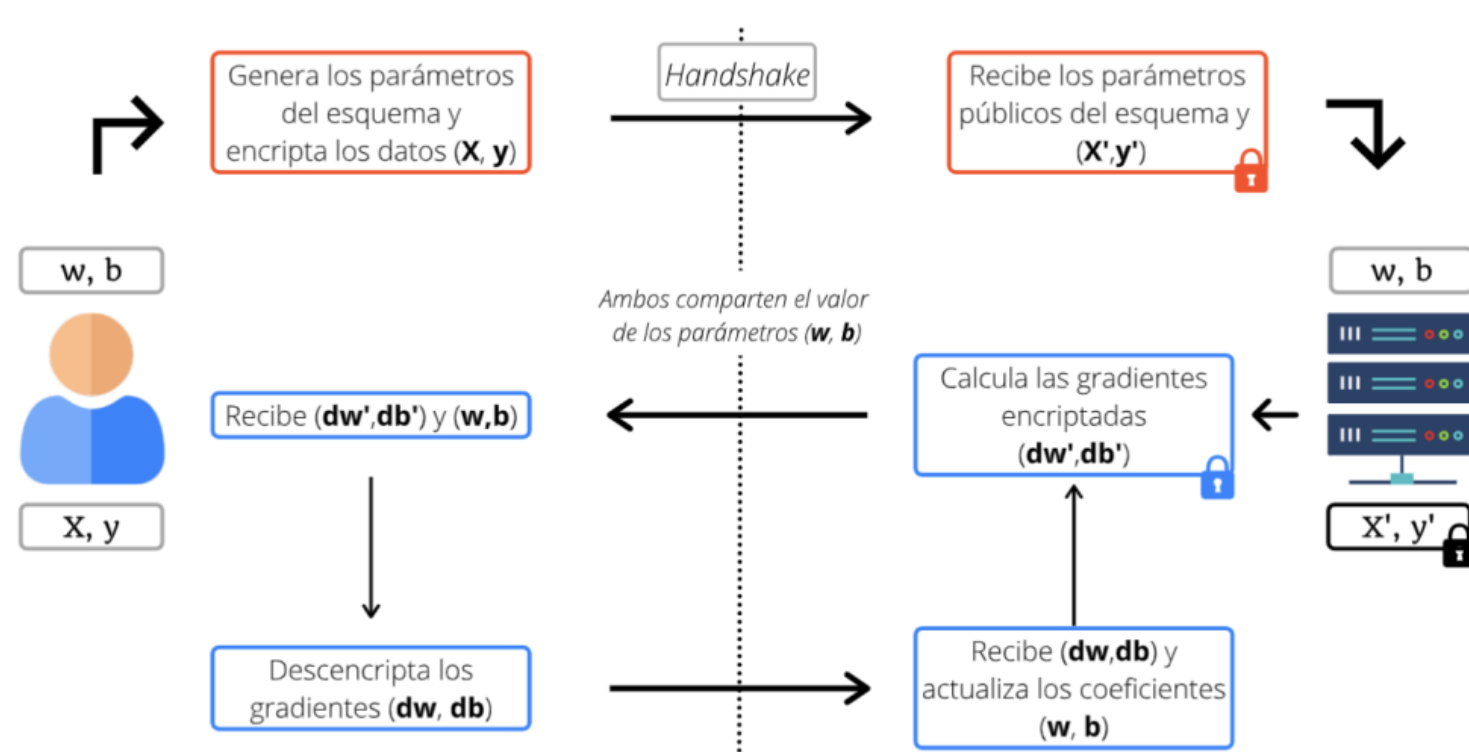 Genera los parámetros
del esquema y
encripta los datos (X, y)
Handshake
Recibe los parámetros
públicos del esquema y
(X',y')
w, b
w, b
Ambos comparten el valor
de los parámetros (w, b)
Calcula las gradientes
encriptadas
(dw',db')
Recibe (dw',db') y (w,b)
X, y
X', y'
Descencripta los
gradientes (dw, db)
Recibe (dw,db) y
actualiza los coeficientes
(w, b)